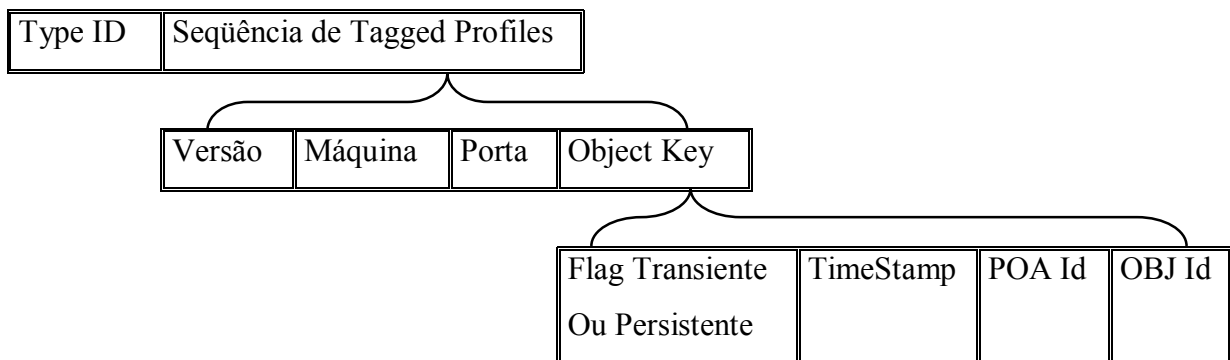 Type ID Seqüência de Tagged Profiles
Versão Máquina Porta Object Key
Flag Transiente TimeStamp POA Id OBJ Id
Ou Persistente